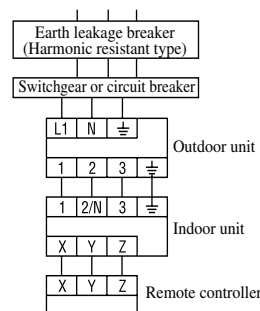 Earth leakage breaker
(Harmonic resistant type)
Switchgear or circuit breaker
L1 N ⏚
Outdoor unit
1 2 3 ⏚
1 2/N 3 ⏚
Indoor unit
X Y Z
X Y Z
Remote controller